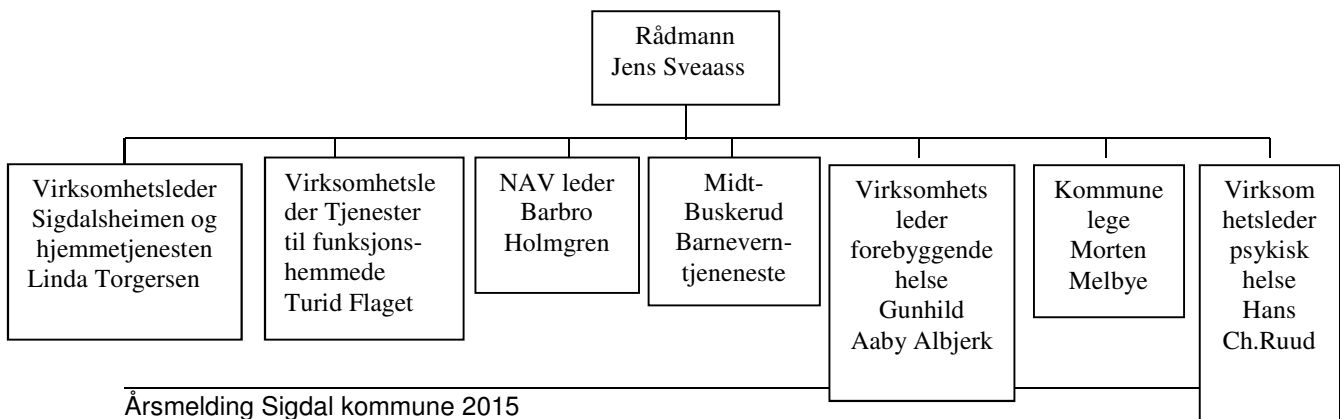 Rådmann
Jens Sveaass
Virksomhetsleder
Sigdalsheimen og
hjemmetjenesten
Linda Torgersen
Virksomhetsle
der Tjenester
til funksjons-
hemmede
Turid Flaget
NAV leder
Barbro
Holmgren
Midt-
Buskerud
Barnevern-
tjeneneste
Virksomhets
leder
forebyggende
helse
Gunhild
Aaby Albjerk
Kommune
lege
Morten
Melbye
Virksom
hetsleder
psykisk
helse
Hans
Ch.Ruud
Årsmelding Sigdal kommune 2015